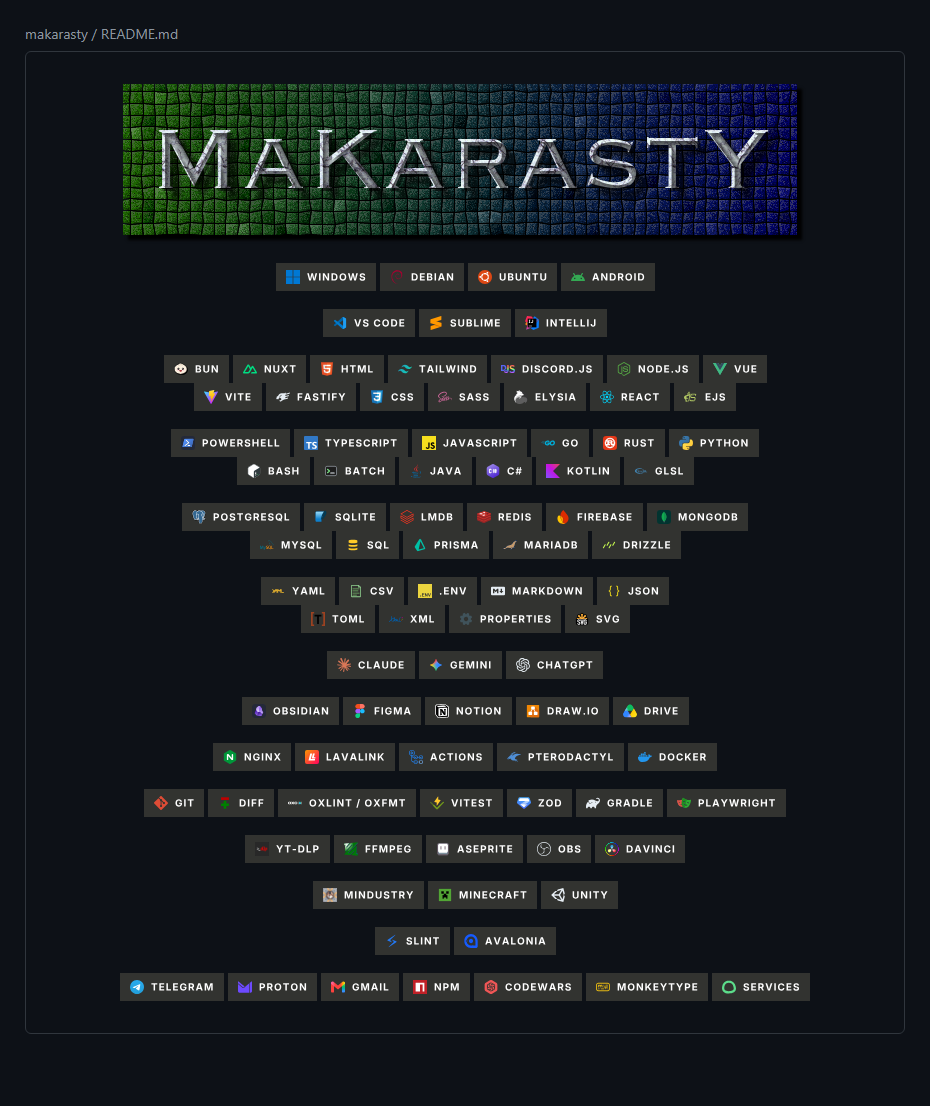 makarasty / README.md
MAKARASTY
WINDOWS DEBIAN UBUNTU ANDROID
VS CODE SUBLIME INTELLIJ
BUN NUXT HTML TAILWIND DISCORD.JS NODE.JS VUE
VITE FASTIFY CSS SASS ELYSIA REACT EJS
POWERSHELL TYPESCRIPT JAVASCRIPT GO RUST PYTHON
BASH BATCH JAVA C# KOTLIN GLSL
POSTGRESQL SQLITE LMDB REDIS FIREBASE MONGODB
MYSQL SQL PRISMA MARIADB DRIZZLE
YAML CSV .ENV MARKDOWN JSON
TOML XML PROPERTIES SVG
CLAUDE GEMINI CHATGPT
OBSIDIAN FIGMA NOTION DRAW.IO DRIVE
NGINX LAVALINK ACTIONS PTERODACTYL DOCKER
GIT DIFF OXLINT / OXFMT VITEST ZOD GRADLE PLAYWRIGHT
YT-DLP FFMPEG ASEPRITE OBS DAVINCI
MINDUSTRY MINECRAFT UNITY
SLINT AVALONIA
TELEGRAM PROTON GMAIL NPM CODEWARS MONKEYTYPE SERVICES